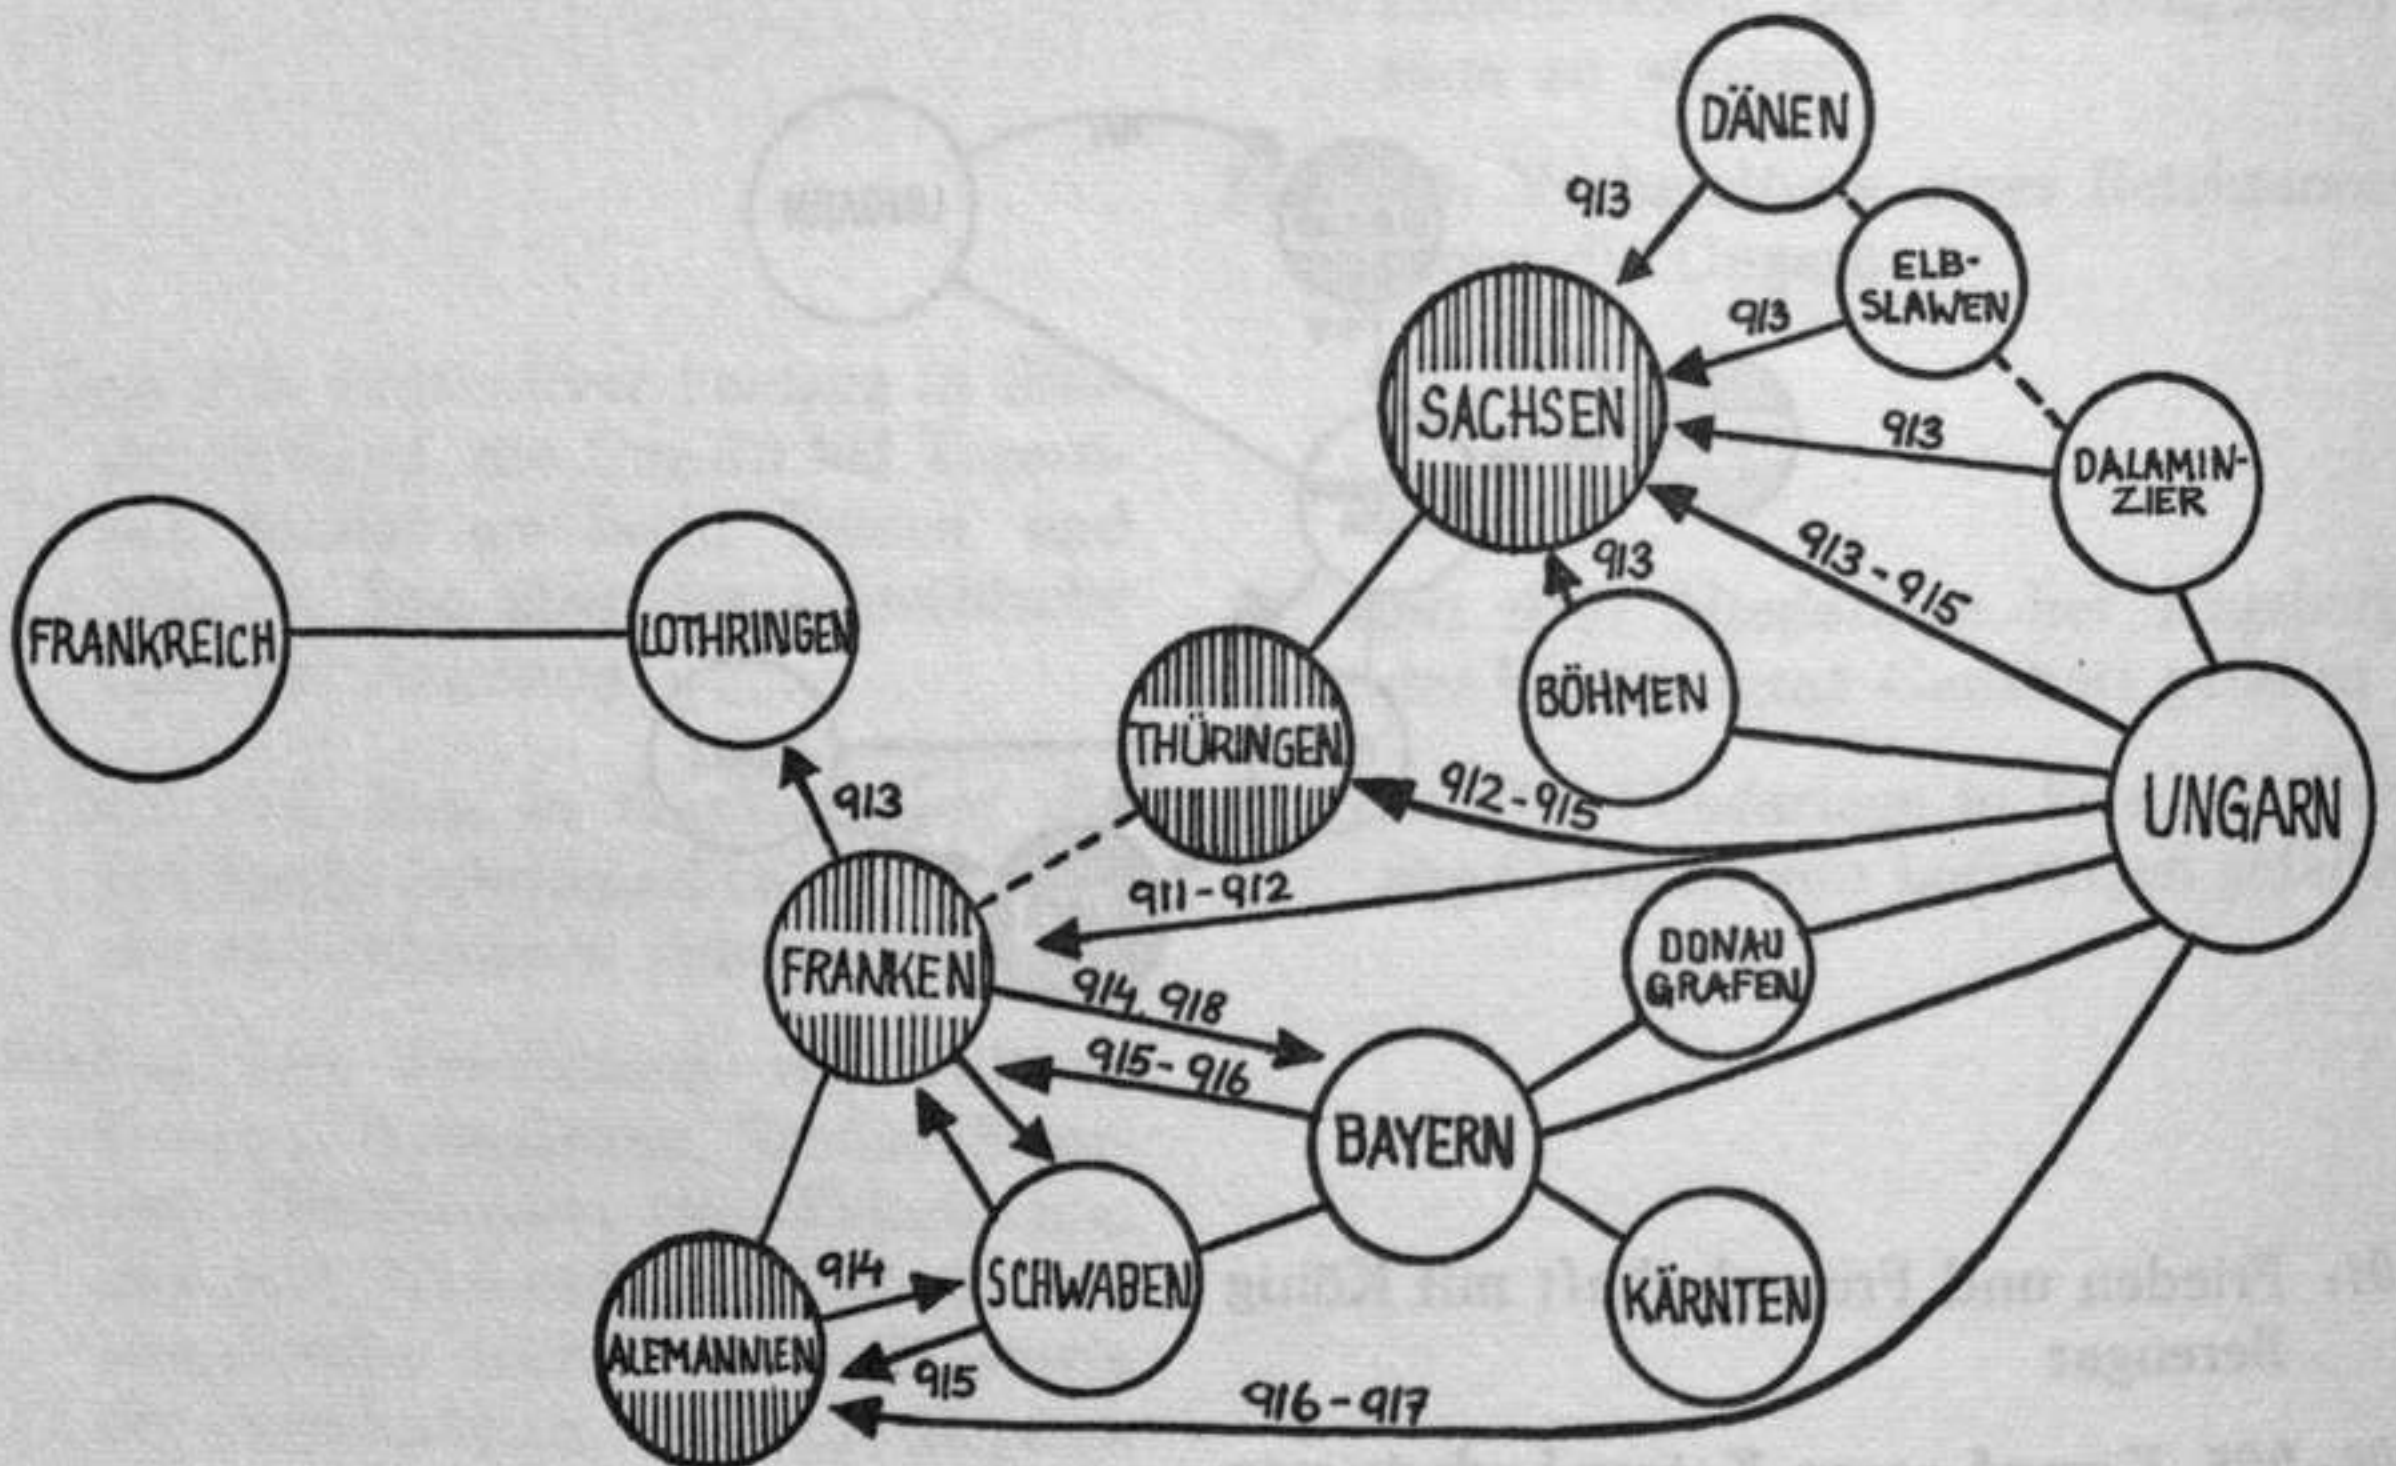 DÄNEN
913
ELB-
SLAWEN
913
SACHSEN
913
DALAMIN-
ZIER
913
913-915
FRANKREICH
LOTHRINGEN
BÖHMEN
THÜRINGEN
912-915
UNGARN
913
911-912
FRANKEN
DONAU
GRAFEN
914, 918
915-916
BAYERN
914
SCHWABEN
KÄRNTEN
ALEMANNIEN
915
916-917